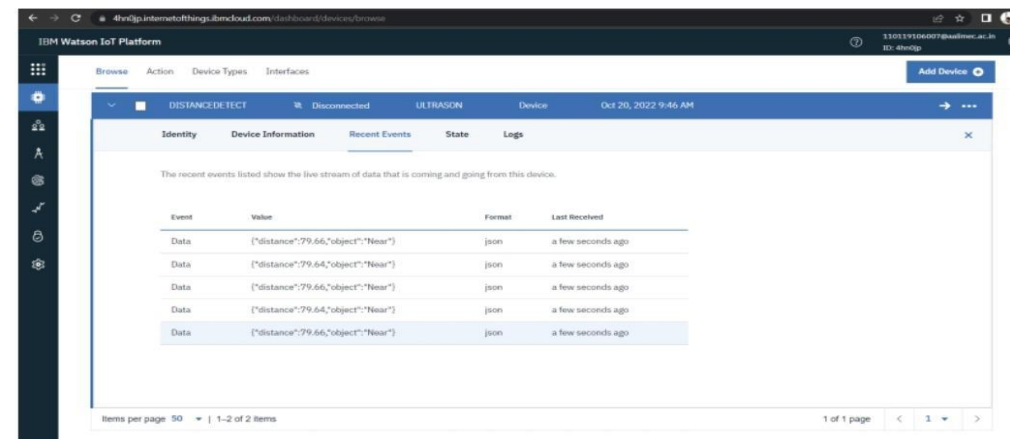 4hn0jp.internetofthings.ibmcloud.com/dashboard/devices/browse
IBM Watson IoT Platform
110119106007@aalimec.ac.in
ID: 4hn0jp
Browse Action Device Types Interfaces
Add Device
DISTANCEDETECT Disconnected ULTRASON Device Oct 20, 2022 9:46 AM
Identity Device Information Recent Events State Logs
The recent events listed show the live stream of data that is coming and going from this device.
Event Value Format Last Received
Data {"distance":79.66,"object":"Near"} json a few seconds ago
Data {"distance":79.64,"object":"Near"} json a few seconds ago
Data {"distance":79.66,"object":"Near"} json a few seconds ago
Data {"distance":79.64,"object":"Near"} json a few seconds ago
Data {"distance":79.66,"object":"Near"} json a few seconds ago
Items per page 50 | 1–2 of 2 items 1 of 1 page < 1 >